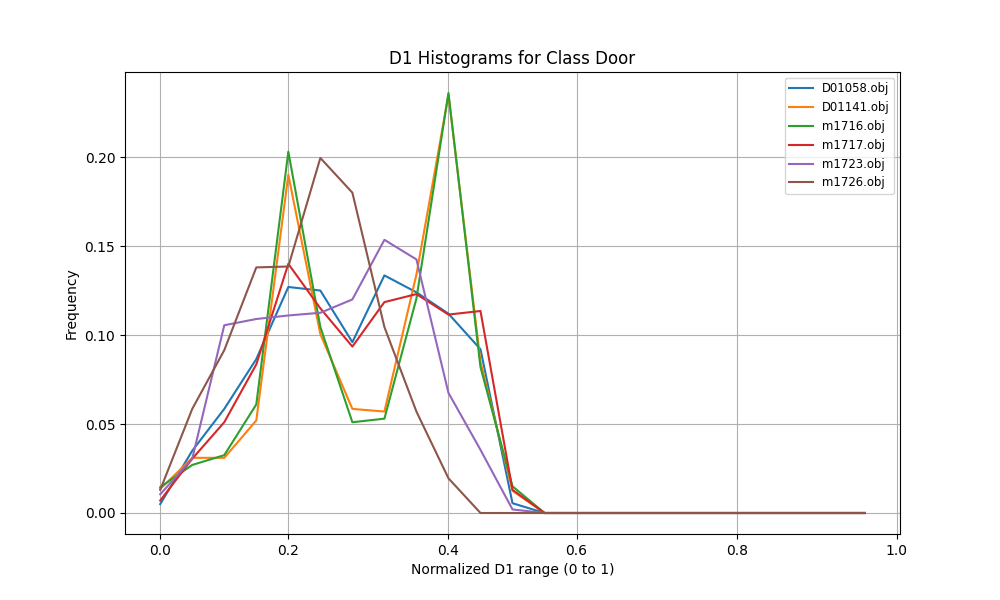 D1 Histograms for Class Door
D01058.obj
D01141.obj
m1716.obj
m1717.obj
m1723.obj
m1726.obj
Frequency
0.20
0.15
0.10
0.05
0.00
0.0 0.2 0.4 0.6 0.8 1.0
Normalized D1 range (0 to 1)